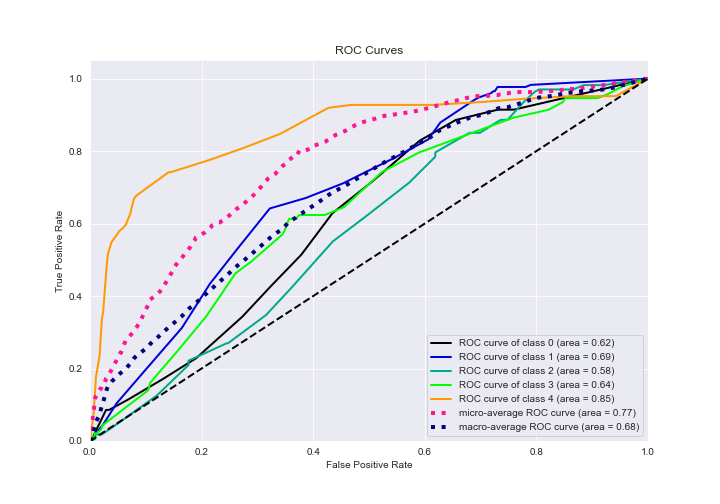 ROC Curves
1.0
0.8
0.6
0.4
0.2
0.0
True Positive Rate
ROC curve of class 0 (area = 0.62)
ROC curve of class 1 (area = 0.69)
ROC curve of class 2 (area = 0.58)
ROC curve of class 3 (area = 0.64)
ROC curve of class 4 (area = 0.85)
micro-average ROC curve (area = 0.77)
macro-average ROC curve (area = 0.68)
0.0 0.2 0.4 0.6 0.8 1.0
False Positive Rate